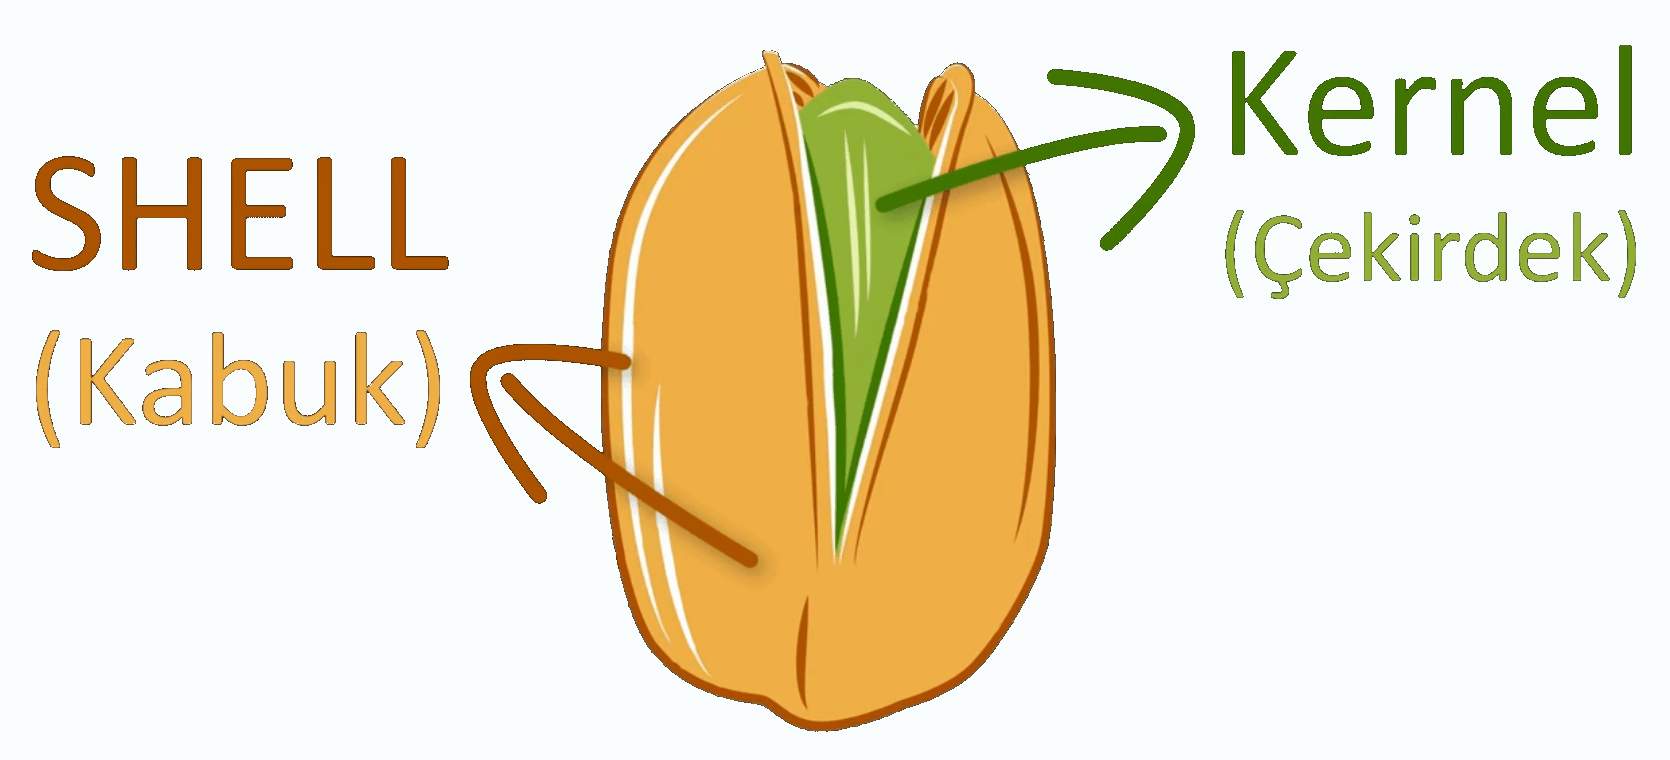 SHELL
(Kabuk)
Kernel
(Çekirdek)